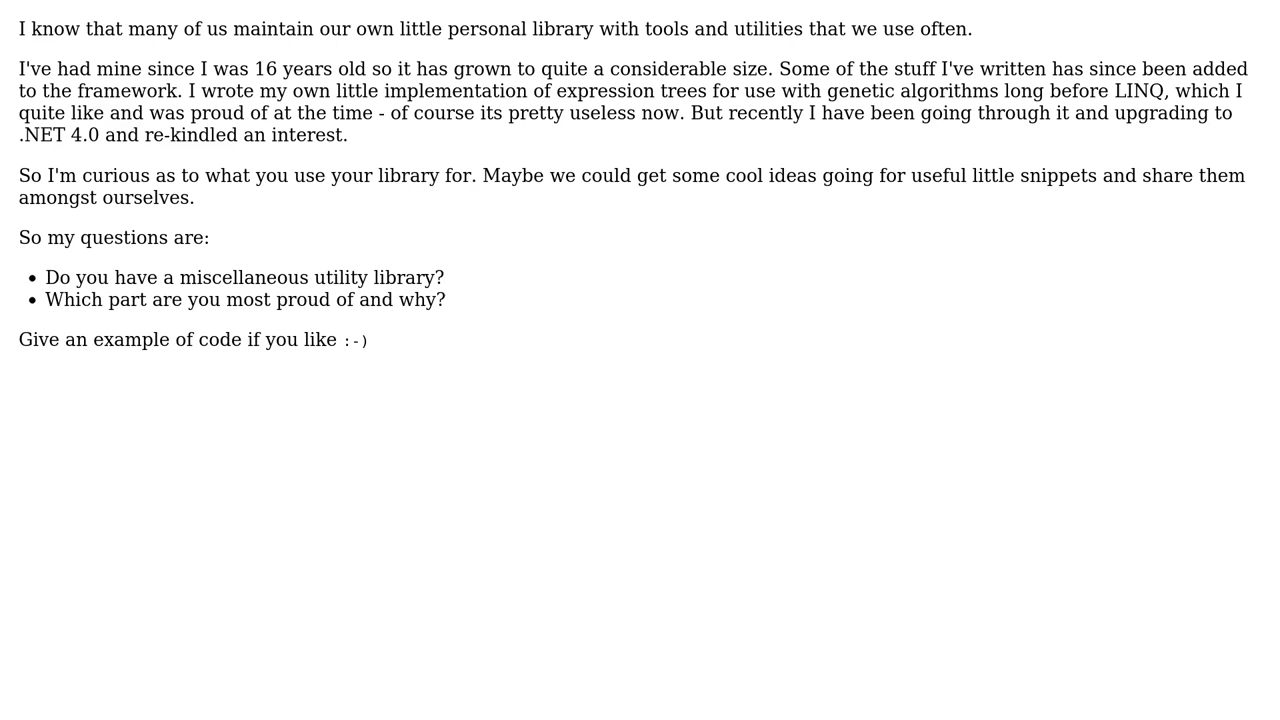 I know that many of us maintain our own little personal library with tools and utilities that we use often.
I've had mine since I was 16 years old so it has grown to quite a considerable size. Some of the stuff I've written has since been added
to the framework. I wrote my own little implementation of expression trees for use with genetic algorithms long before LINQ, which I
quite like and was proud of at the time - of course its pretty useless now. But recently I have been going through it and upgrading to
.NET 4.0 and re-kindled an interest.
So I'm curious as to what you use your library for. Maybe we could get some cool ideas going for useful little snippets and share them
amongst ourselves.
So my questions are:
• Do you have a miscellaneous utility library?
• Which part are you most proud of and why?
Give an example of code if you like :-)